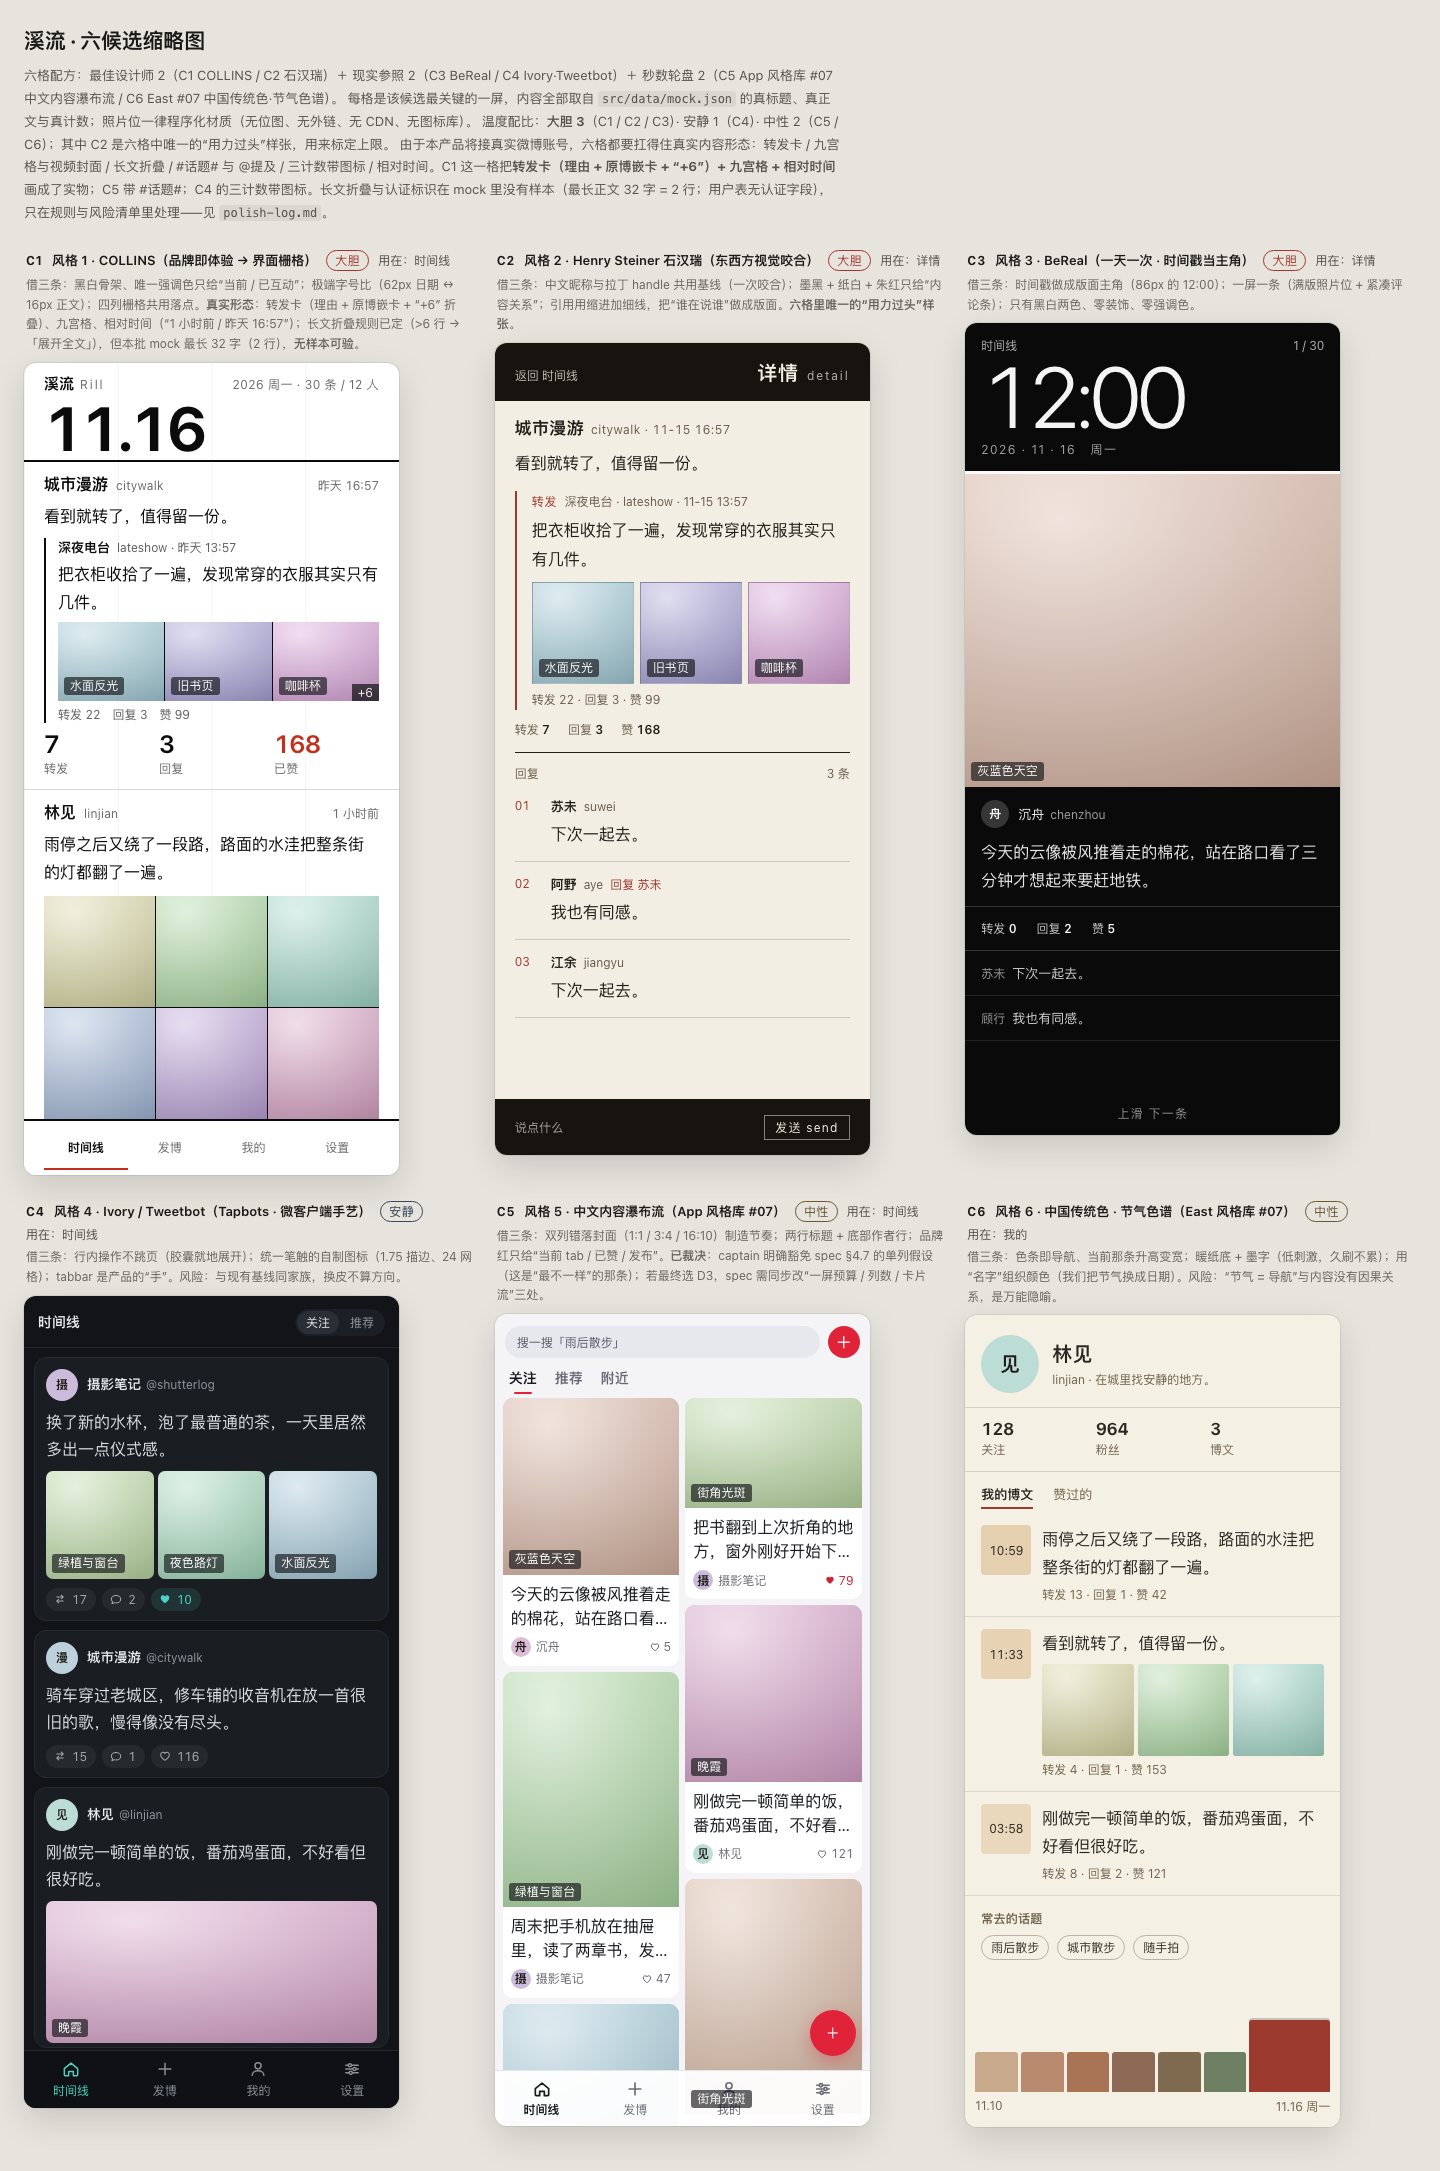 溪流 · 六候选缩略图
六格配方：最佳设计师 2（C1 COLLINS / C2 石汉瑞）＋ 现实参照 2（C3 BeReal / C4 Ivory·Tweetbot）＋ 秒数轮盘 2（C5 App 风格库 #07
中文内容瀑布流 / C6 East #07 中国传统色·节气色谱）。 每格是该候选最关键的一屏，内容全部取自 src/data/mock.json 的真标题、真正
文与真计数；照片位一律程序化材质（无位图、无外链、无 CDN、无图标库）。 温度配比：大胆 3（C1 / C2 / C3）· 安静 1（C4）· 中性 2（C5 /
C6）；其中 C2 是六格中唯一的“用力过头”样张，用来标定上限。 由于本产品将接真实微博账号，六格都要扛得住真实内容形态：转发卡 / 九宫
格与视频封面 / 长文折叠 / #话题# 与 @提及 / 三计数带图标 / 相对时间。C1 这一格把转发卡（理由 + 原博嵌卡 + “+6”）+ 九宫格 + 相对时间
画成了实物；C5 带 #话题#；C4 的三计数带图标。长文折叠与认证标识在 mock 里没有样本（最长正文 32 字 = 2 行；用户表无认证字段），
只在规则与风险清单里处理——见 polish-log.md 。
C1 风格 1 · COLLINS（品牌即体验 → 界面栅格） 大胆 用在：时间线
借三条：黑白骨架、唯一强调色只给“当前 / 已互动”；极端字号比（62px 日期 ↔
16px 正文）；四列栅格共用落点。真实形态：转发卡（理由 + 原博嵌卡 + “+6” 折
叠）、九宫格、相对时间（“1 小时前 / 昨天 16:57”）；长文折叠规则已定（>6 行 →
「展开全文」），但本批 mock 最长 32 字（2 行），无样本可验。
溪流 Rill 2026 周一 · 30 条 / 12 人
11.16
城市漫游 citywalk 昨天 16:57
看到就转了，值得留一份。
深夜电台 lateshow · 昨天 13:57
把衣柜收拾了一遍，发现常穿的衣服其实只有
几件。
水面反光 旧书页 咖啡杯 +6
转发 22 回复 3 赞 99
7 3 168
转发 回复 已赞
林见 linjian 1 小时前
雨停之后又绕了一段路，路面的水洼把整条街
的灯都翻了一遍。
时间线 发博 我的 设置
C2 风格 2 · Henry Steiner 石汉瑞（东西方视觉咬合） 大胆 用在：详情
借三条：中文昵称与拉丁 handle 共用基线（一次咬合）；墨黑 + 纸白 + 朱红只给“内
容关系”；引用用缩进加细线，把“谁在说谁”做成版面。六格里唯一的“用力过头”样
张。
返回 时间线 详情 detail
城市漫游 citywalk · 11-15 16:57
看到就转了，值得留一份。
转发 深夜电台 · lateshow · 11-15 13:57
把衣柜收拾了一遍，发现常穿的衣服其实只
有几件。
水面反光 旧书页 咖啡杯
转发 22 · 回复 3 · 赞 99
转发 7 回复 3 赞 168
回复 3 条
01 苏未 suwei
下次一起去。
02 阿野 aye 回复 苏未
我也有同感。
03 江余 jiangyu
下次一起去。
说点什么 发送 send
C3 风格 3 · BeReal（一天一次 · 时间戳当主角） 大胆 用在：详情
借三条：时间戳做成版面主角（86px 的 12:00）；一屏一条（满版照片位 + 紧凑评
论条）；只有黑白两色、零装饰、零强调色。
时间线 1 / 30
12:00
2026 · 11 · 16 周一
灰蓝色天空
舟 沉舟 chenzhou
今天的云像被风推着走的棉花，站在路口看了三
分钟才想起来要赶地铁。
转发 0 回复 2 赞 5
苏未 下次一起去。
顾行 我也有同感。
上滑 下一条
C4 风格 4 · Ivory / Tweetbot（Tapbots · 微客户端手艺） 安静
用在：时间线
借三条：行内操作不跳页（胶囊就地展开）；统一笔触的自制图标（1.75 描边、24 网
格）；tabbar 是产品的“手”。风险：与现有基线同家族，换皮不算方向。
时间线 关注 推荐
摄 摄影笔记 @shutterlog
换了新的水杯，泡了最普通的茶，一天里居然
多出一点仪式感。
绿植与窗台 夜色路灯 水面反光
17 2 10
漫 城市漫游 @citywalk
骑车穿过老城区，修车铺的收音机在放一首很
旧的歌，慢得像没有尽头。
15 1 116
见 林见 @linjian
刚做完一顿简单的饭，番茄鸡蛋面，不好看但
很好吃。
晚霞
时间线 发博 我的 设置
C5 风格 5 · 中文内容瀑布流（App 风格库 #07） 中性 用在：时间线
借三条：双列错落封面（1:1 / 3:4 / 16:10）制造节奏；两行标题 + 底部作者行；品牌
红只给“当前 tab / 已赞 / 发布”。已裁决：captain 明确豁免 spec §4.7 的单列假设
（这是“最不一样”的那条）；若最终选 D3，spec 需同步改“一屏预算 / 列数 / 卡片
流”三处。
搜一搜「雨后散步」
关注 推荐 附近
灰蓝色天空
今天的云像被风推着走
的棉花，站在路口看...
舟 沉舟 5
绿植与窗台
周末把手机放在抽屉
里，读了两章书，发...
摄 摄影笔记 47
街角光斑
把书翻到上次折角的地
方，窗外刚好开始下...
摄 摄影笔记 79
晚霞
刚做完一顿简单的饭，
番茄鸡蛋面，不好看...
见 林见 121
街角光斑
时间线 发博 我的 设置
C6 风格 6 · 中国传统色 · 节气色谱（East 风格库 #07） 中性
用在：我的
借三条：色条即导航、当前那条升高变宽；暖纸底 + 墨字（低刺激，久刷不累）；用
“名字”组织颜色（我们把节气换成日期）。风险：“节气 = 导航”与内容没有因果关
系，是万能隐喻。
见 林见
linjian · 在城里找安静的地方。
128 964 3
关注 粉丝 博文
我的博文 赞过的
10:59 雨停之后又绕了一段路，路面的水洼把
整条街的灯都翻了一遍。
转发 13 · 回复 1 · 赞 42
11:33 看到就转了，值得留一份。
转发 4 · 回复 1 · 赞 153
03:58 刚做完一顿简单的饭，番茄鸡蛋面，不
好看但很好吃。
转发 8 · 回复 2 · 赞 121
常去的话题
雨后散步 城市散步 随手拍
11.10 11.16 周一